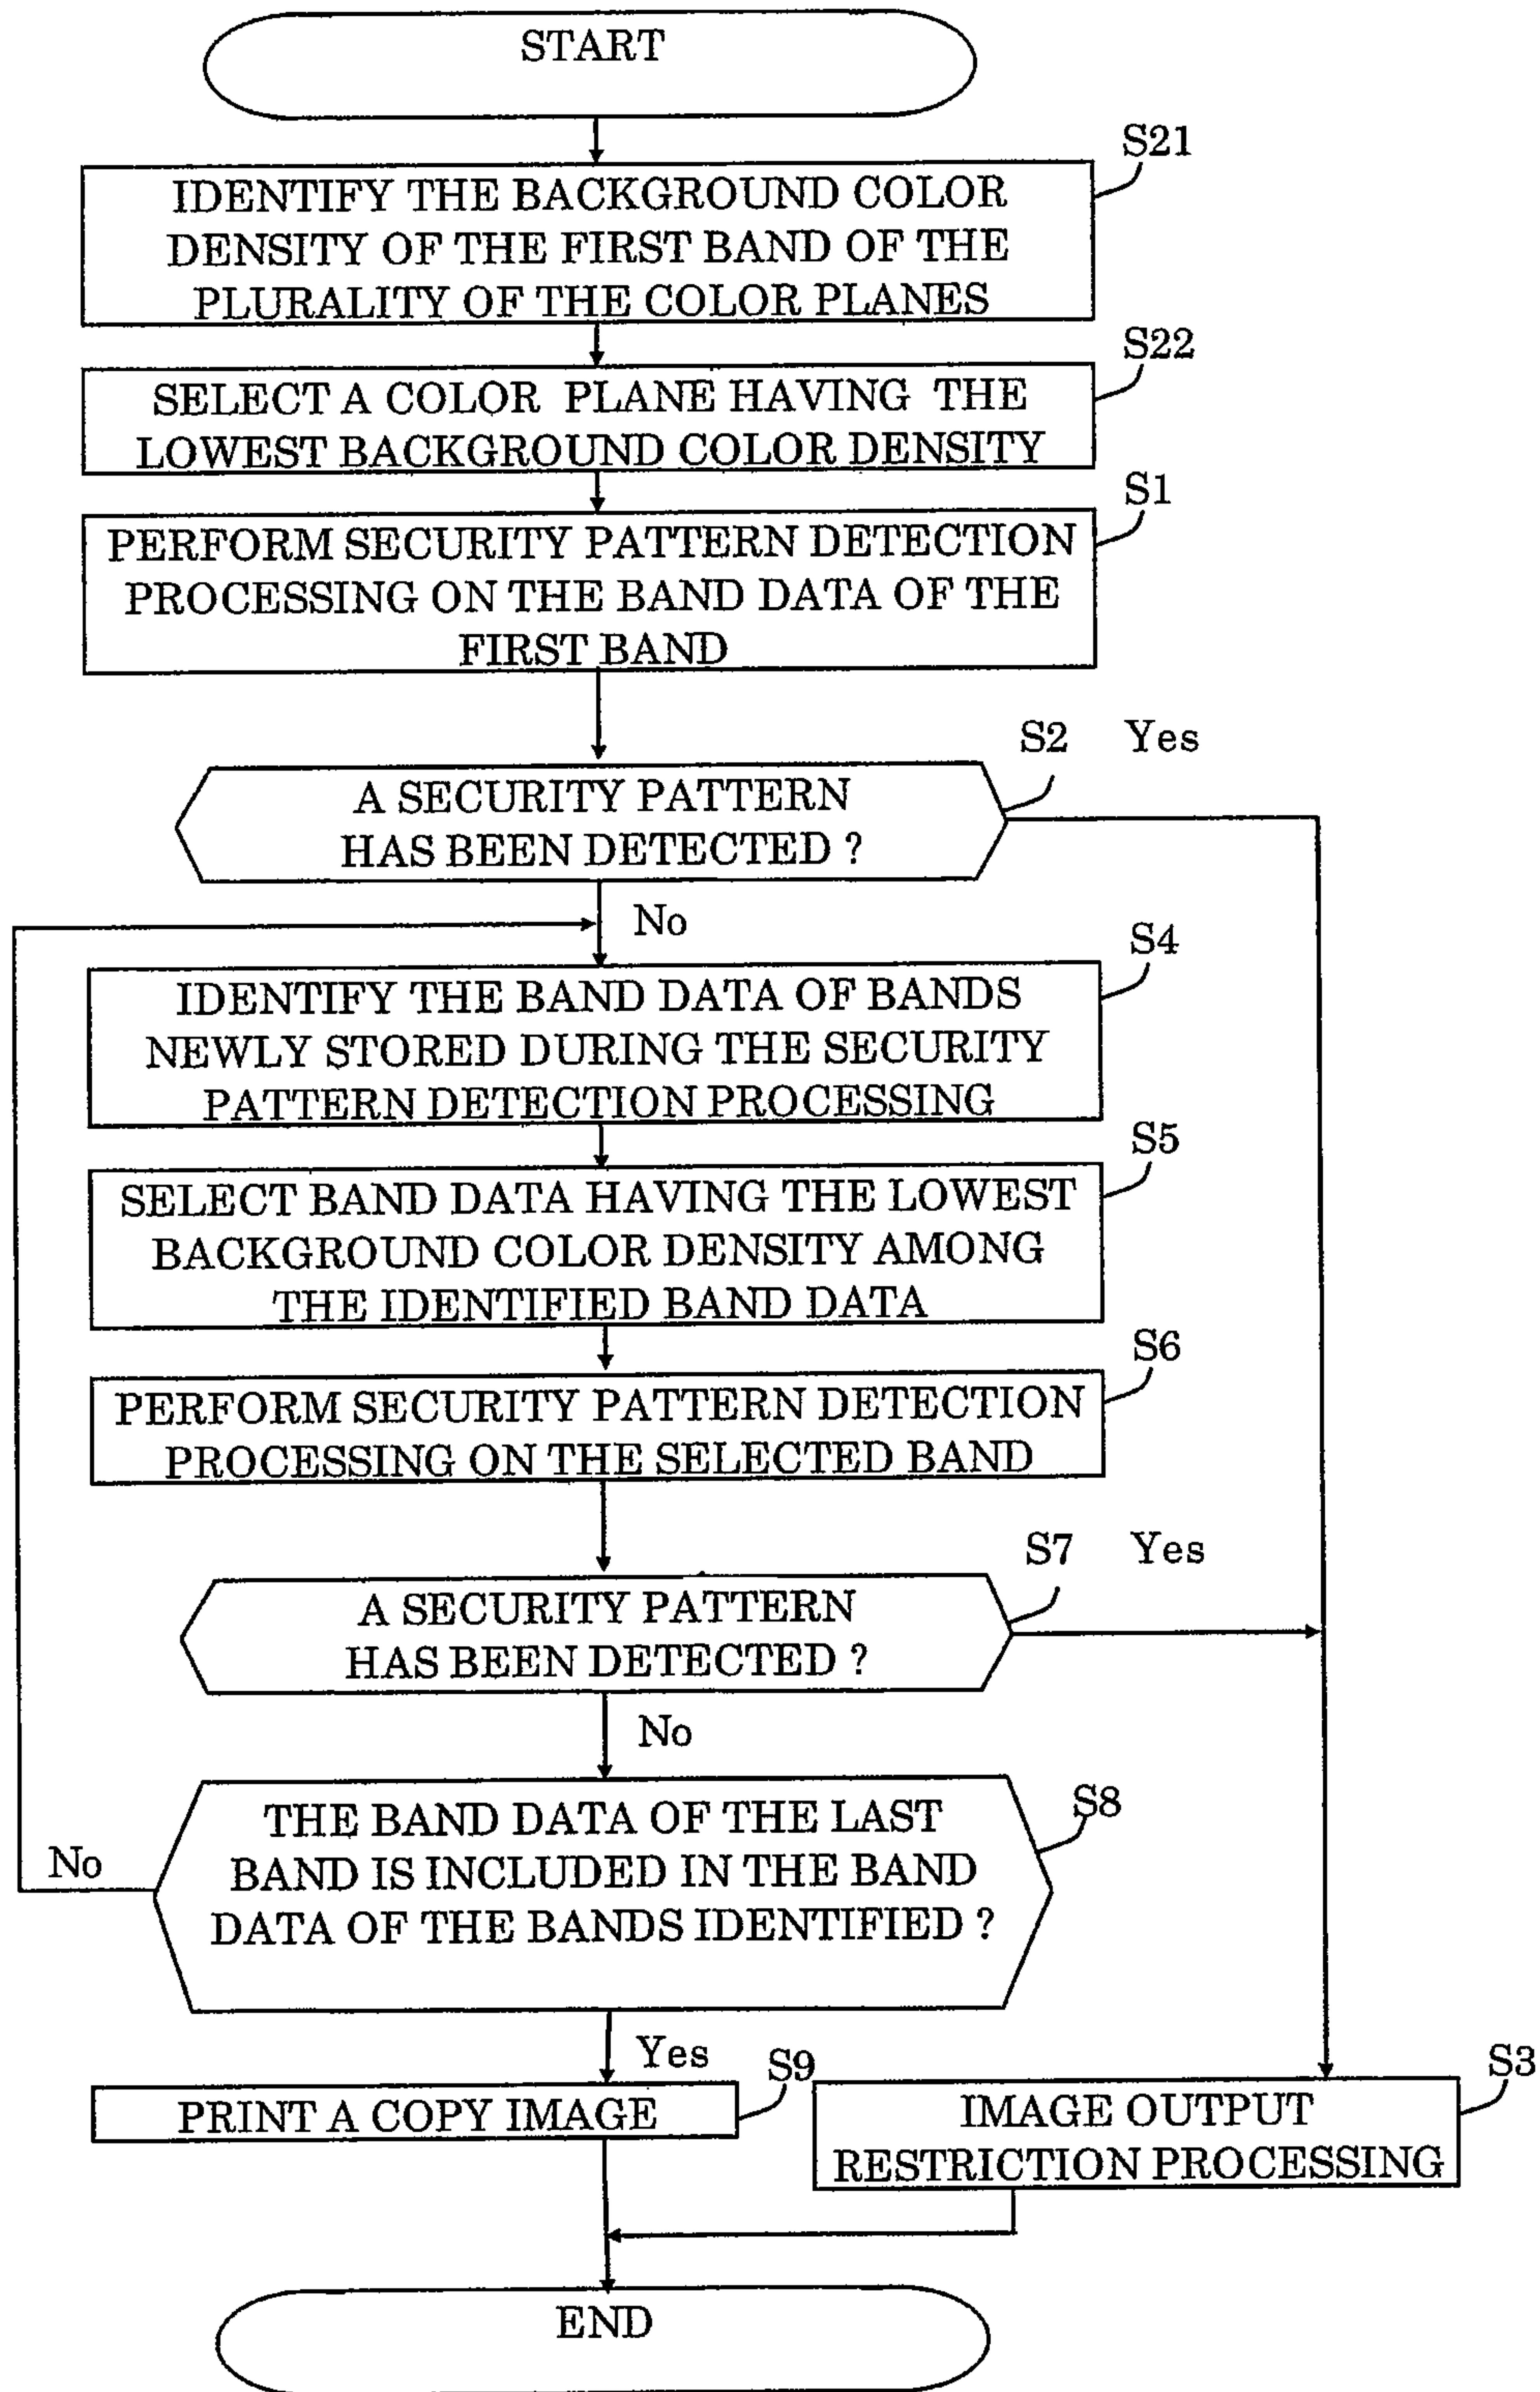 START
S21
IDENTIFY THE BACKGROUND COLOR
DENSITY OF THE FIRST BAND OF THE
PLURALITY OF THE COLOR PLANES
S22
SELECT A COLOR PLANE HAVING THE
LOWEST BACKGROUND COLOR DENSITY
S1
PERFORM SECURITY PATTERN DETECTION
PROCESSING ON THE BAND DATA OF THE
FIRST BAND
S2 Yes
A SECURITY PATTERN
HAS BEEN DETECTED ?
No
S4
IDENTIFY THE BAND DATA OF BANDS
NEWLY STORED DURING THE SECURITY
PATTERN DETECTION PROCESSING
S5
SELECT BAND DATA HAVING THE LOWEST
BACKGROUND COLOR DENSITY AMONG
THE IDENTIFIED BAND DATA
S6
PERFORM SECURITY PATTERN DETECTION
PROCESSING ON THE SELECTED BAND
S7 Yes
A SECURITY PATTERN
HAS BEEN DETECTED ?
No
S8
THE BAND DATA OF THE LAST
BAND IS INCLUDED IN THE BAND
DATA OF THE BANDS IDENTIFIED ?
No
Yes
S9
PRINT A COPY IMAGE
S3
IMAGE OUTPUT
RESTRICTION PROCESSING
END